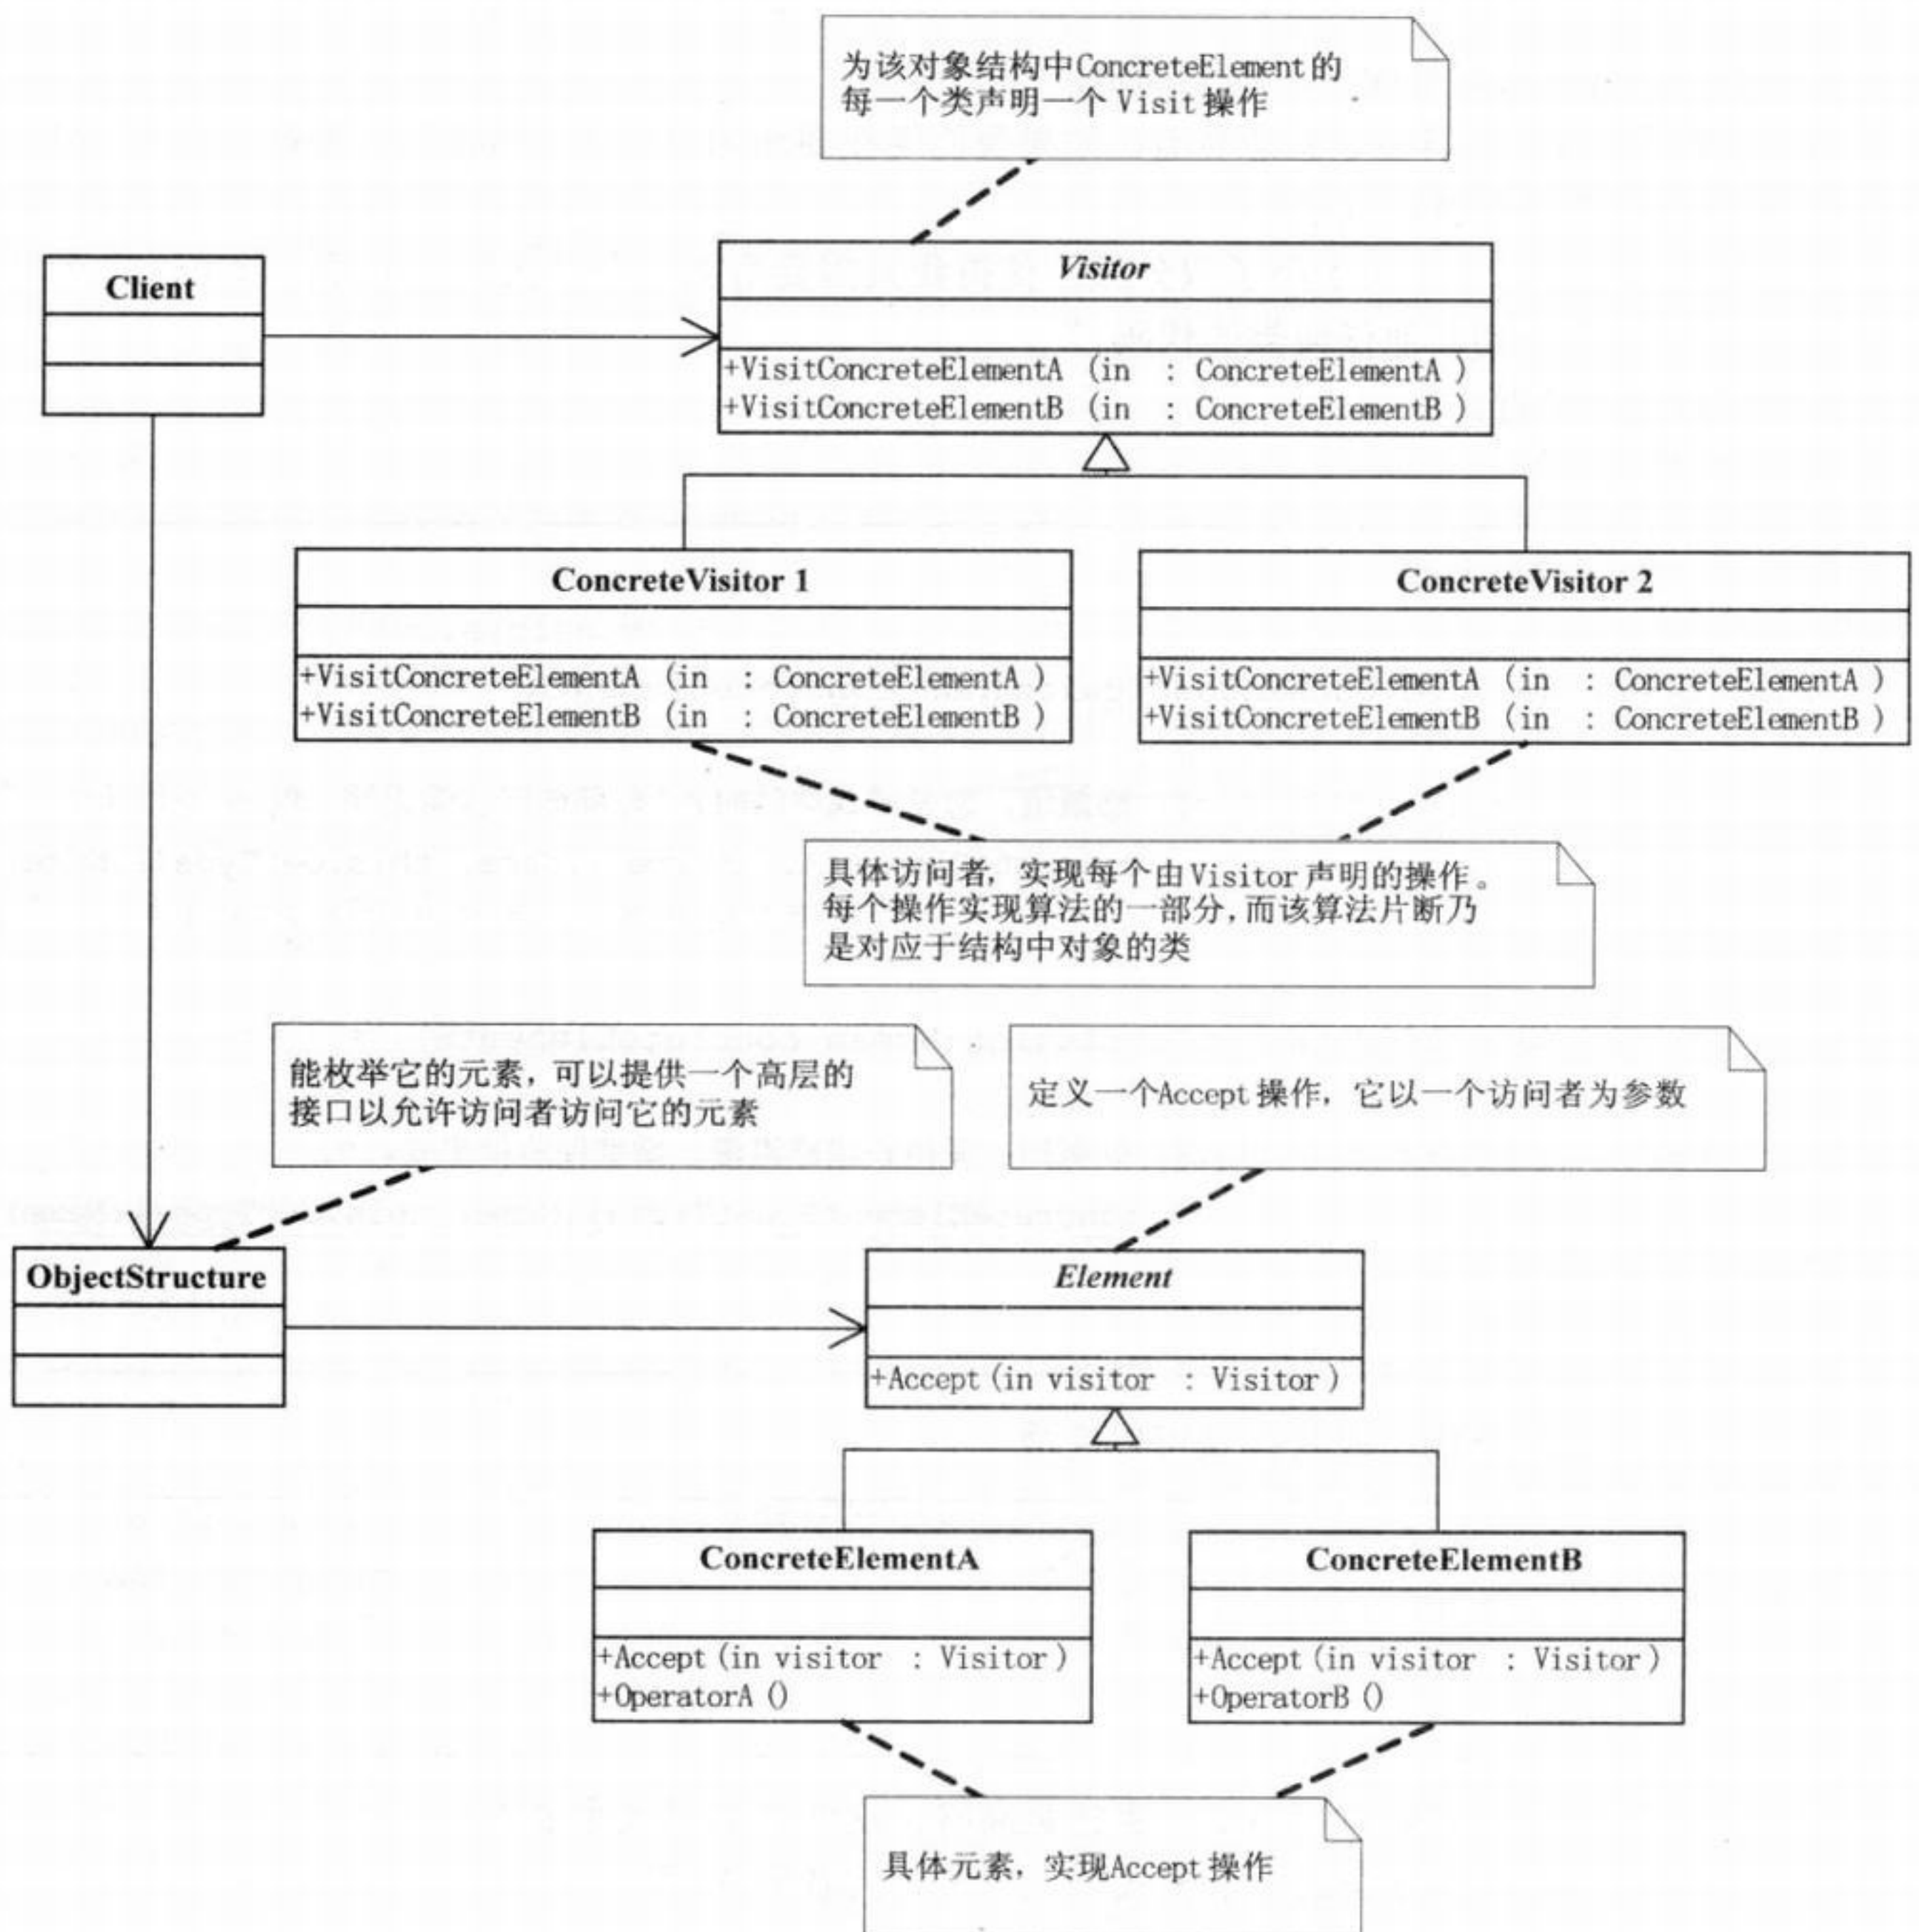 为该对象结构中ConcreteElement的
每一个类声明一个 Visit 操作
Client
Visitor
+VisitConcreteElementA (in : ConcreteElementA )
+VisitConcreteElementB (in : ConcreteElementB )
ConcreteVisitor 1
+VisitConcreteElementA (in : ConcreteElementA )
+VisitConcreteElementB (in : ConcreteElementB )
ConcreteVisitor 2
+VisitConcreteElementA (in : ConcreteElementA )
+VisitConcreteElementB (in : ConcreteElementB )
具体访问者，实现每个由Visitor声明的操作。
每个操作实现算法的一部分，而该算法片断乃
是对应于结构中对象的类
能枚举它的元素，可以提供一个高层的
接口以允许访问者访问它的元素
定义一个Accept 操作，它以一个访问者为参数
ObjectStructure
Element
+Accept (in visitor : Visitor )
ConcreteElementA
+Accept (in visitor : Visitor )
+OperatorA ()
ConcreteElementB
+Accept (in visitor : Visitor )
+OperatorB ()
具体元素，实现Accept 操作